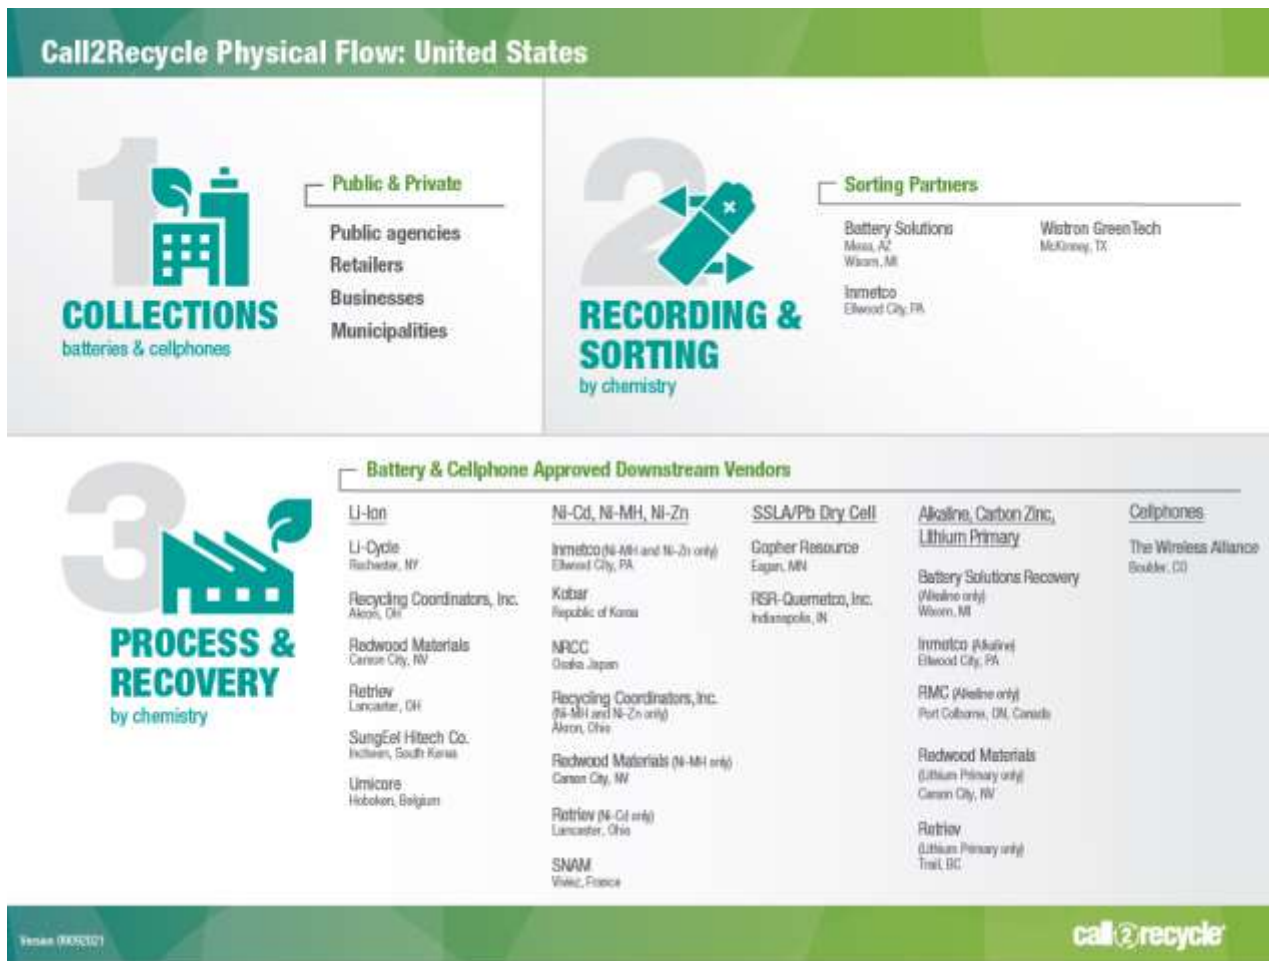 Call2Recycle Physical Flow: United States
1
COLLECTIONS
batteries & cellphones
Public & Private
Public agencies
Retailers
Businesses
Municipalities
2
RECORDING &
SORTING
by chemistry
Sorting Partners
Battery Solutions
Mesa, AZ
Wixom, MI
Inmetco
Ellwood City, PA
Wistron GreenTech
McKinney, TX
3
PROCESS &
RECOVERY
by chemistry
Battery & Cellphone Approved Downstream Vendors
Li-Ion
Li-Cycle
Rochester, NY
Recycling Coordinators, Inc.
Akron, OH
Redwood Materials
Carson City, NV
Retriev
Lancaster, OH
SungEel Hitech Co.
Incheon, South Korea
Umicore
Hoboken, Belgium
Ni-Cd, Ni-MH, Ni-Zn
Inmetco (Ni-MH and Ni-Zn only)
Ellwood City, PA
Kobar
Republic of Korea
NRCC
Osaka Japan
Recycling Coordinators, Inc.
(Ni-MH and Ni-Zn only)
Akron, Ohio
Redwood Materials (Ni-MH only)
Carson City, NV
Retriev (Ni-Cd only)
Lancaster, Ohio
SNAM
Viviez, France
SSLA/Pb Dry Cell
Gopher Resource
Eagan, MN
RSR-Quemetco, Inc.
Indianapolis, IN
Alkaline, Carbon Zinc,
Lithium Primary
Battery Solutions Recovery
(Alkaline only)
Wixom, MI
Inmetco (Alkaline)
Ellwood City, PA
RMC (Alkaline only)
Port Colborne, ON, Canada
Redwood Materials
(Lithium Primary only)
Carson City, NV
Retriev
(Lithium Primary only)
Trail, BC
Cellphones
The Wireless Alliance
Boulder, CO
Version
call2recycle